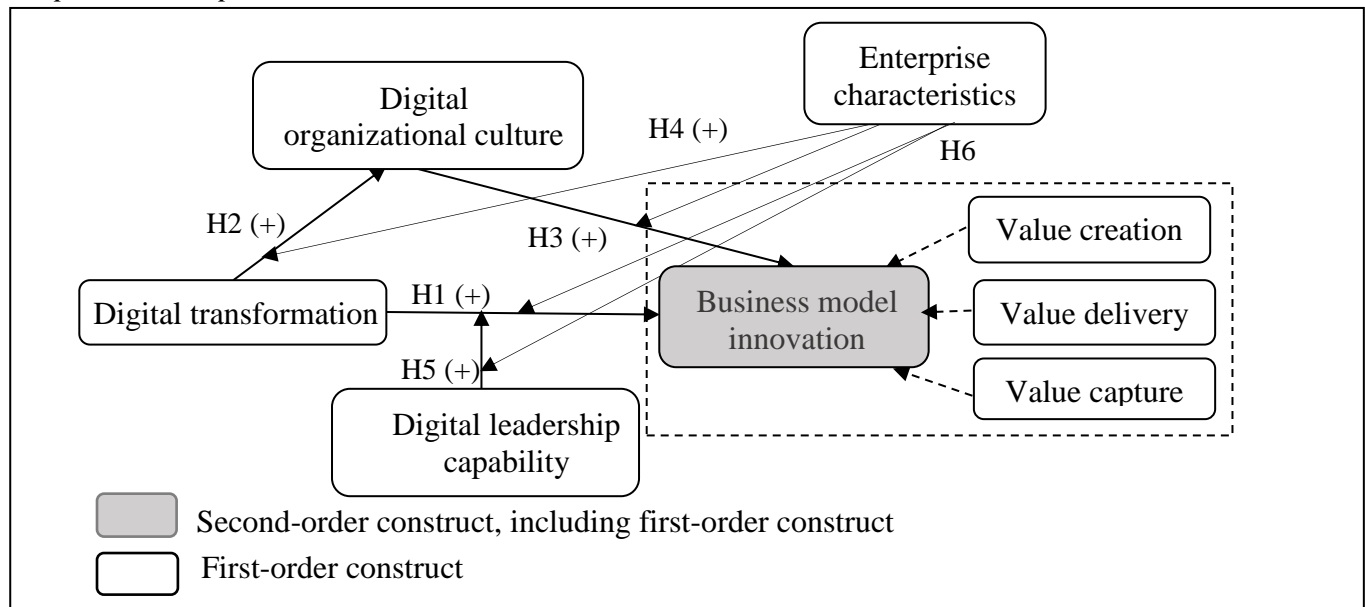 Enterprise
characteristics
Digital
organizational culture
H4 (+)
H6
H2 (+)
H3 (+)
Value creation
Digital transformation
H1 (+)
Business model
innovation
Value delivery
H5 (+)
Value capture
Digital leadership
capability
Second-order construct, including first-order construct
First-order construct